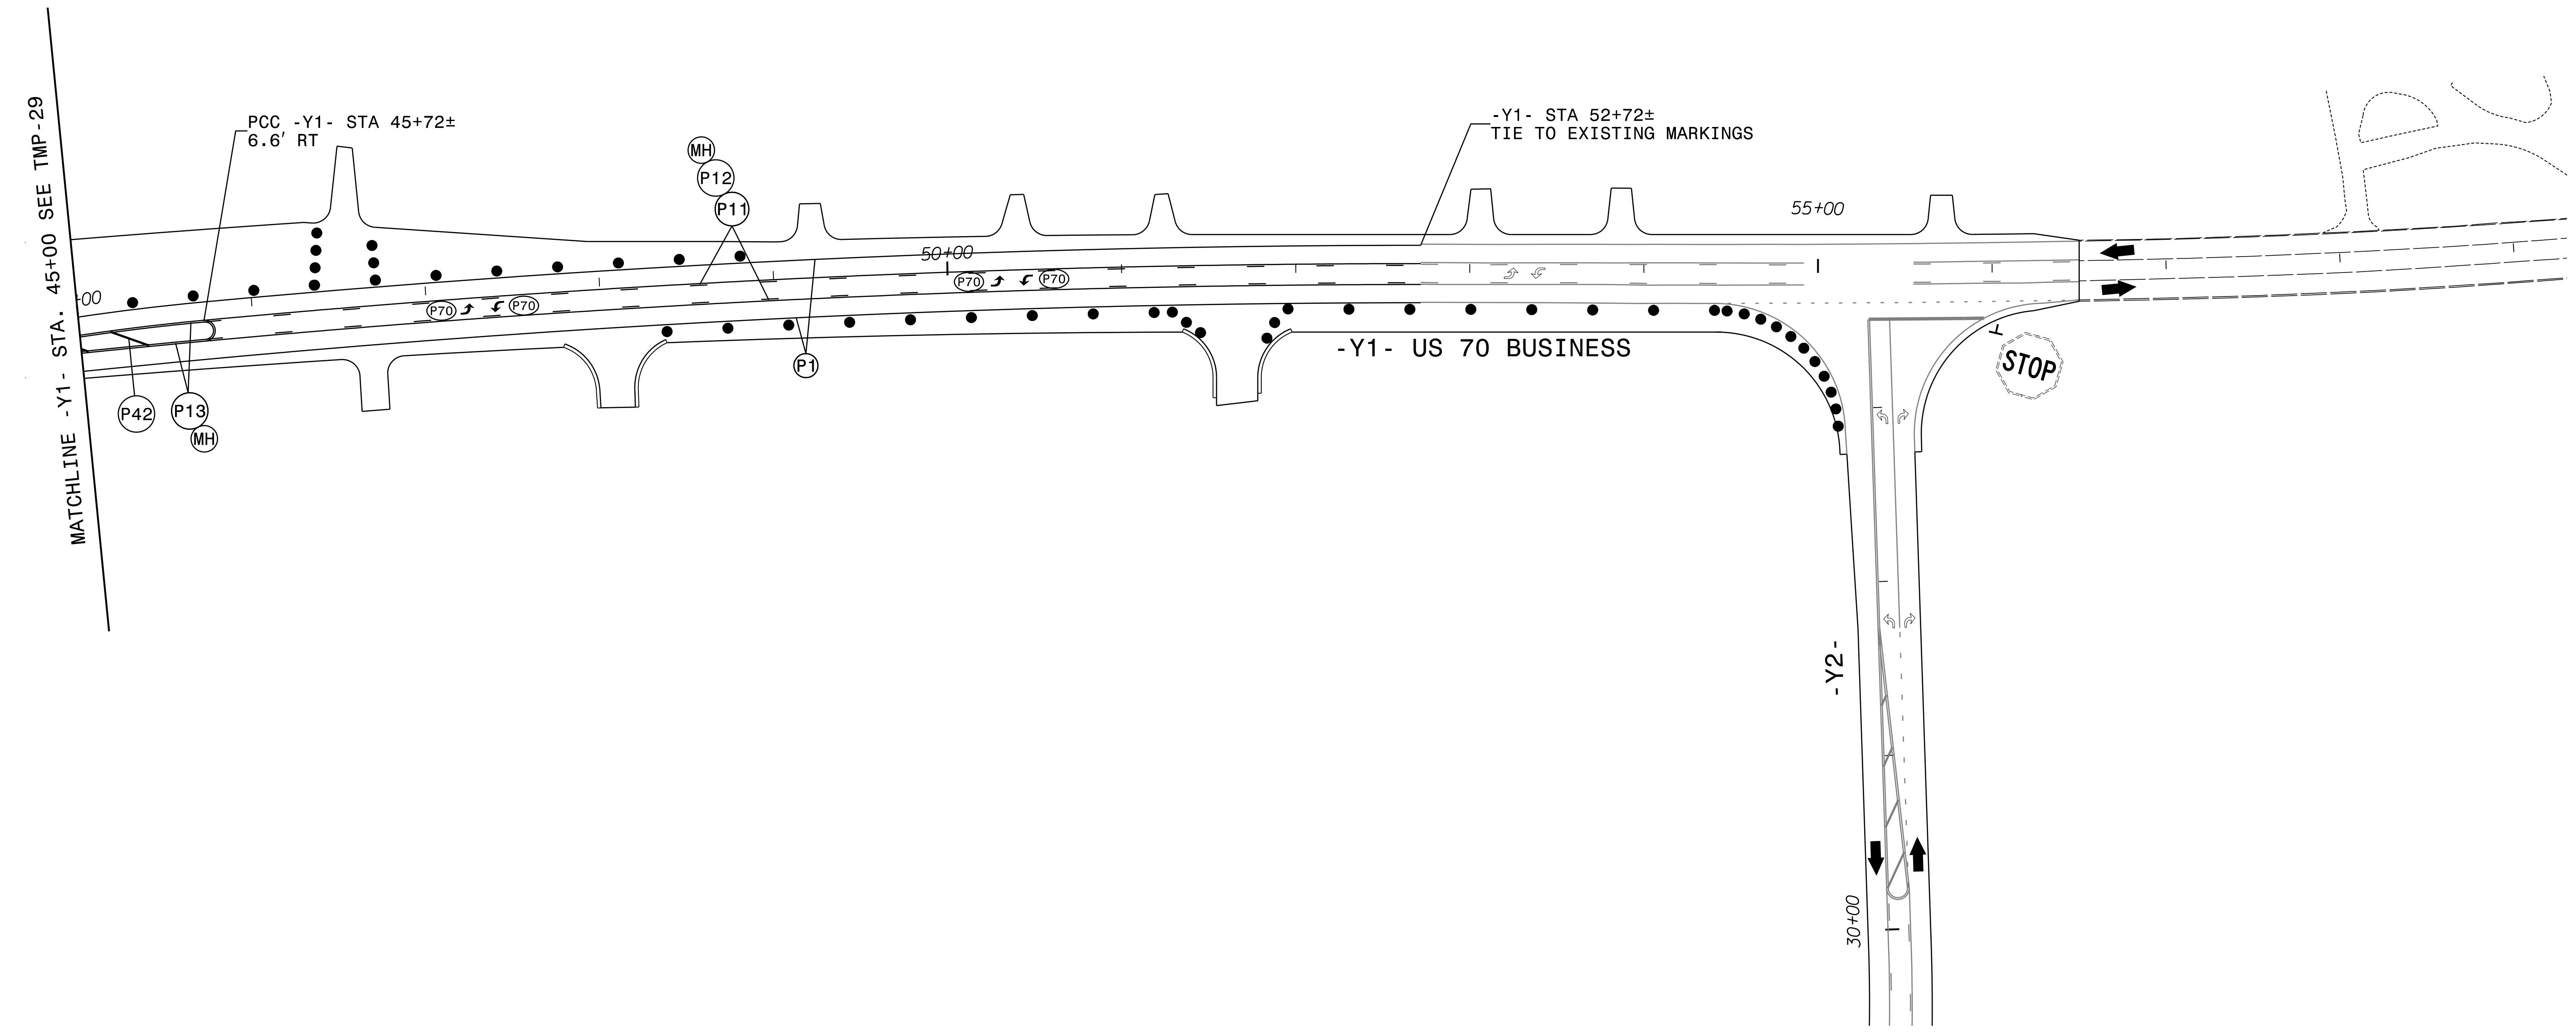 MATCHLINE -Y1- STA. 45+00 SEE TMP-29
PCC -Y1- STA 45+72±
6.6' RT
-00
MH
P12
P11
-Y1- STA 52+72±
TIE TO EXISTING MARKINGS
50+00
55+00
P70
P70
P70
P70
P42
P13
MH
P1
-Y1- US 70 BUSINESS
STOP
-Y2-
30+00